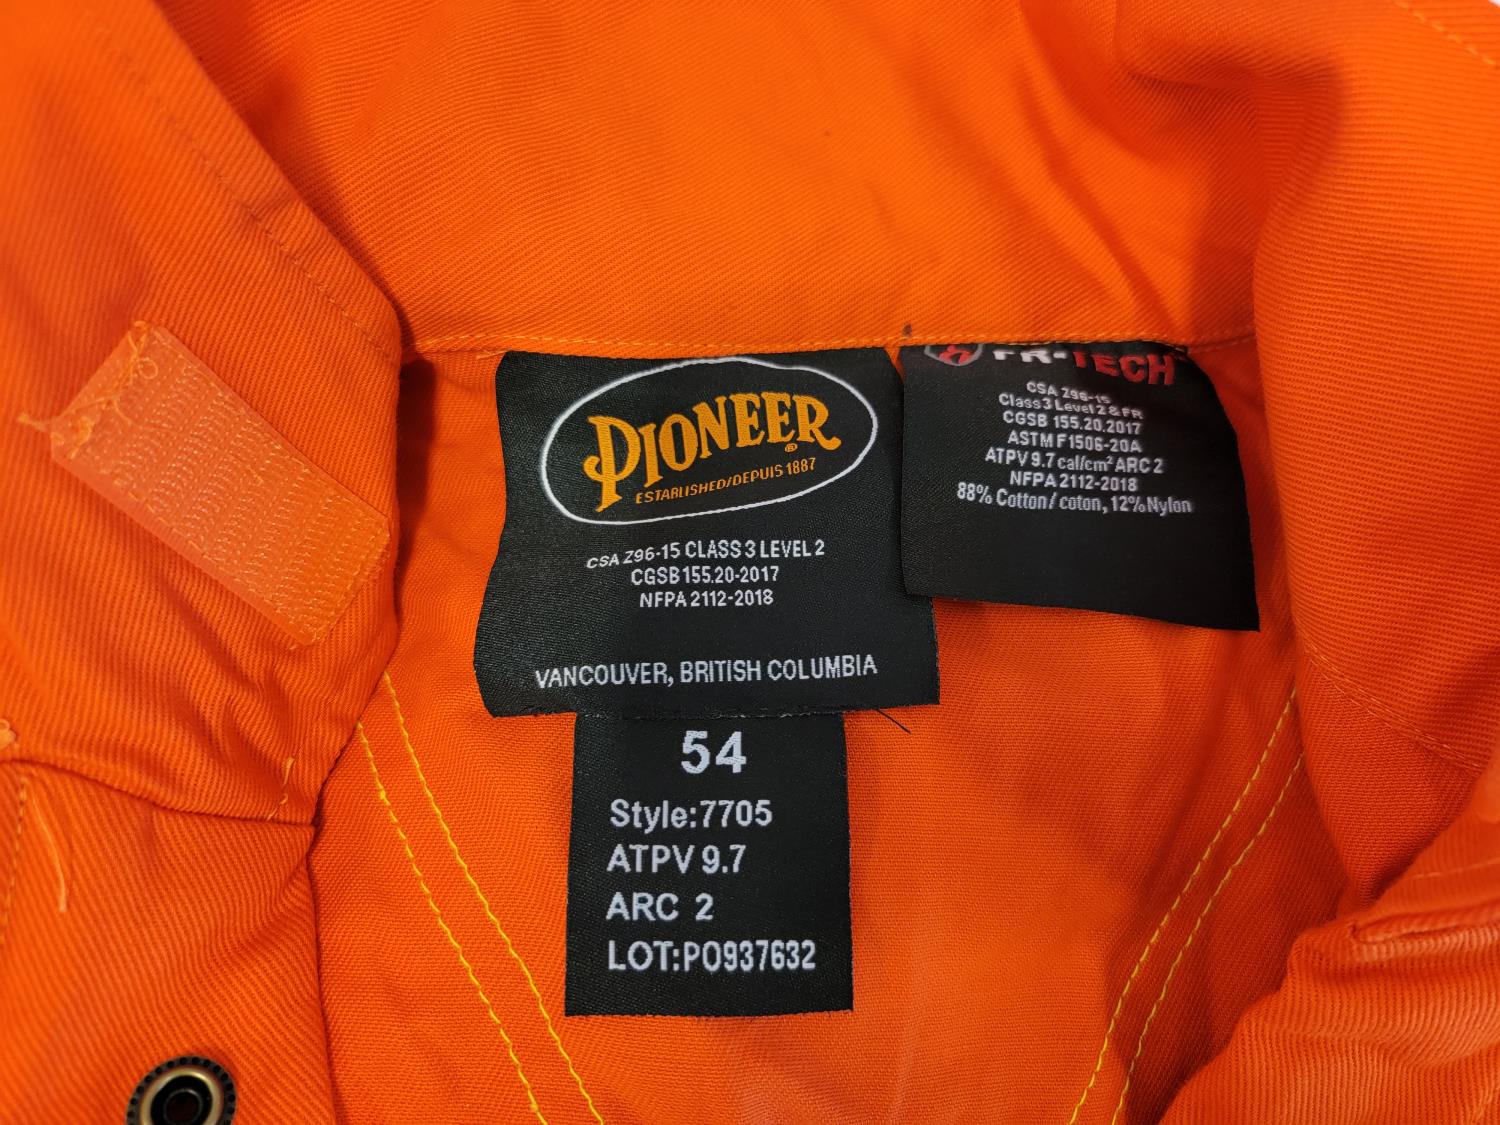 PIONEER
®
ESTABLISHED/DEPUIS 1887
CSA Z96-15 CLASS 3 LEVEL 2
CGSB 155.20-2017
NFPA 2112-2018
VANCOUVER, BRITISH COLUMBIA
54
Style:7705
ATPV 9.7
ARC 2
LOT:PO937632
FR-TECH
CSA Z96-15
Class 3 Level 2 & FR
CGSB 155.20.2017
ASTM F1506-20A
ATPV 9.7 cal/cm² ARC 2
NFPA 2112-2018
88% Cotton/ coton, 12% Nylon